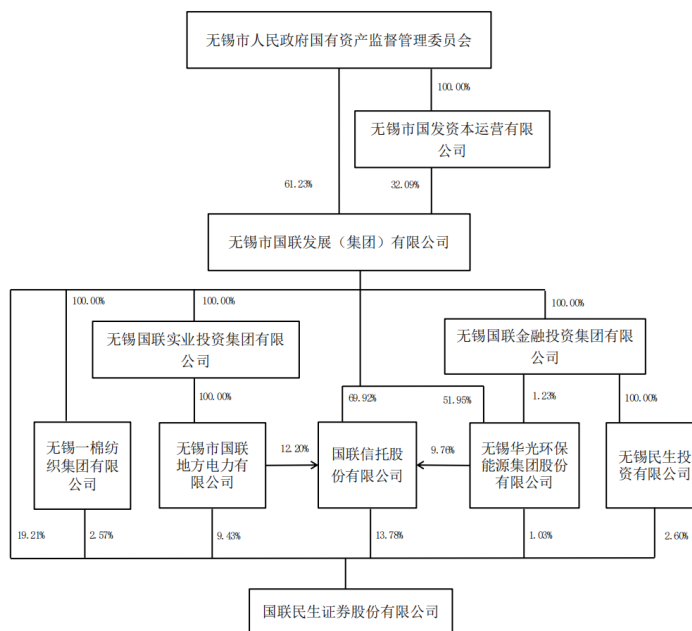 无锡市人民政府国有资产监督管理委员会
100.00%
无锡市国发资本运营有限
公司
61.23%
32.09%
无锡市国联发展（集团）有限公司
100.00%
100.00%
100.00%
无锡国联实业投资集团有限
公司
无锡国联金融投资集团有限
公司
100.00%
69.92%
51.95%
1.23%
100.00%
无锡一棉纺
织集团有限
公司
无锡市国联
地方电力有
限公司
12.20%
国联信托股
份有限公司
9.76%
无锡华光环保
能源集团股份
有限公司
无锡民生投
资有限公司
19.21%
2.57%
9.43%
13.78%
1.03%
2.60%
国联民生证券股份有限公司